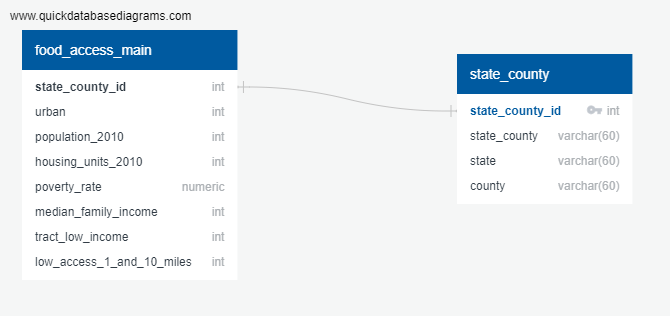 www.quickdatabasediagrams.com
food_access_main
state_county_id int
urban int
population_2010 int
housing_units_2010 int
poverty_rate numeric
median_family_income int
tract_low_income int
low_access_1_and_10_miles int
state_county
state_county_id int
state_county varchar(60)
state varchar(60)
county varchar(60)